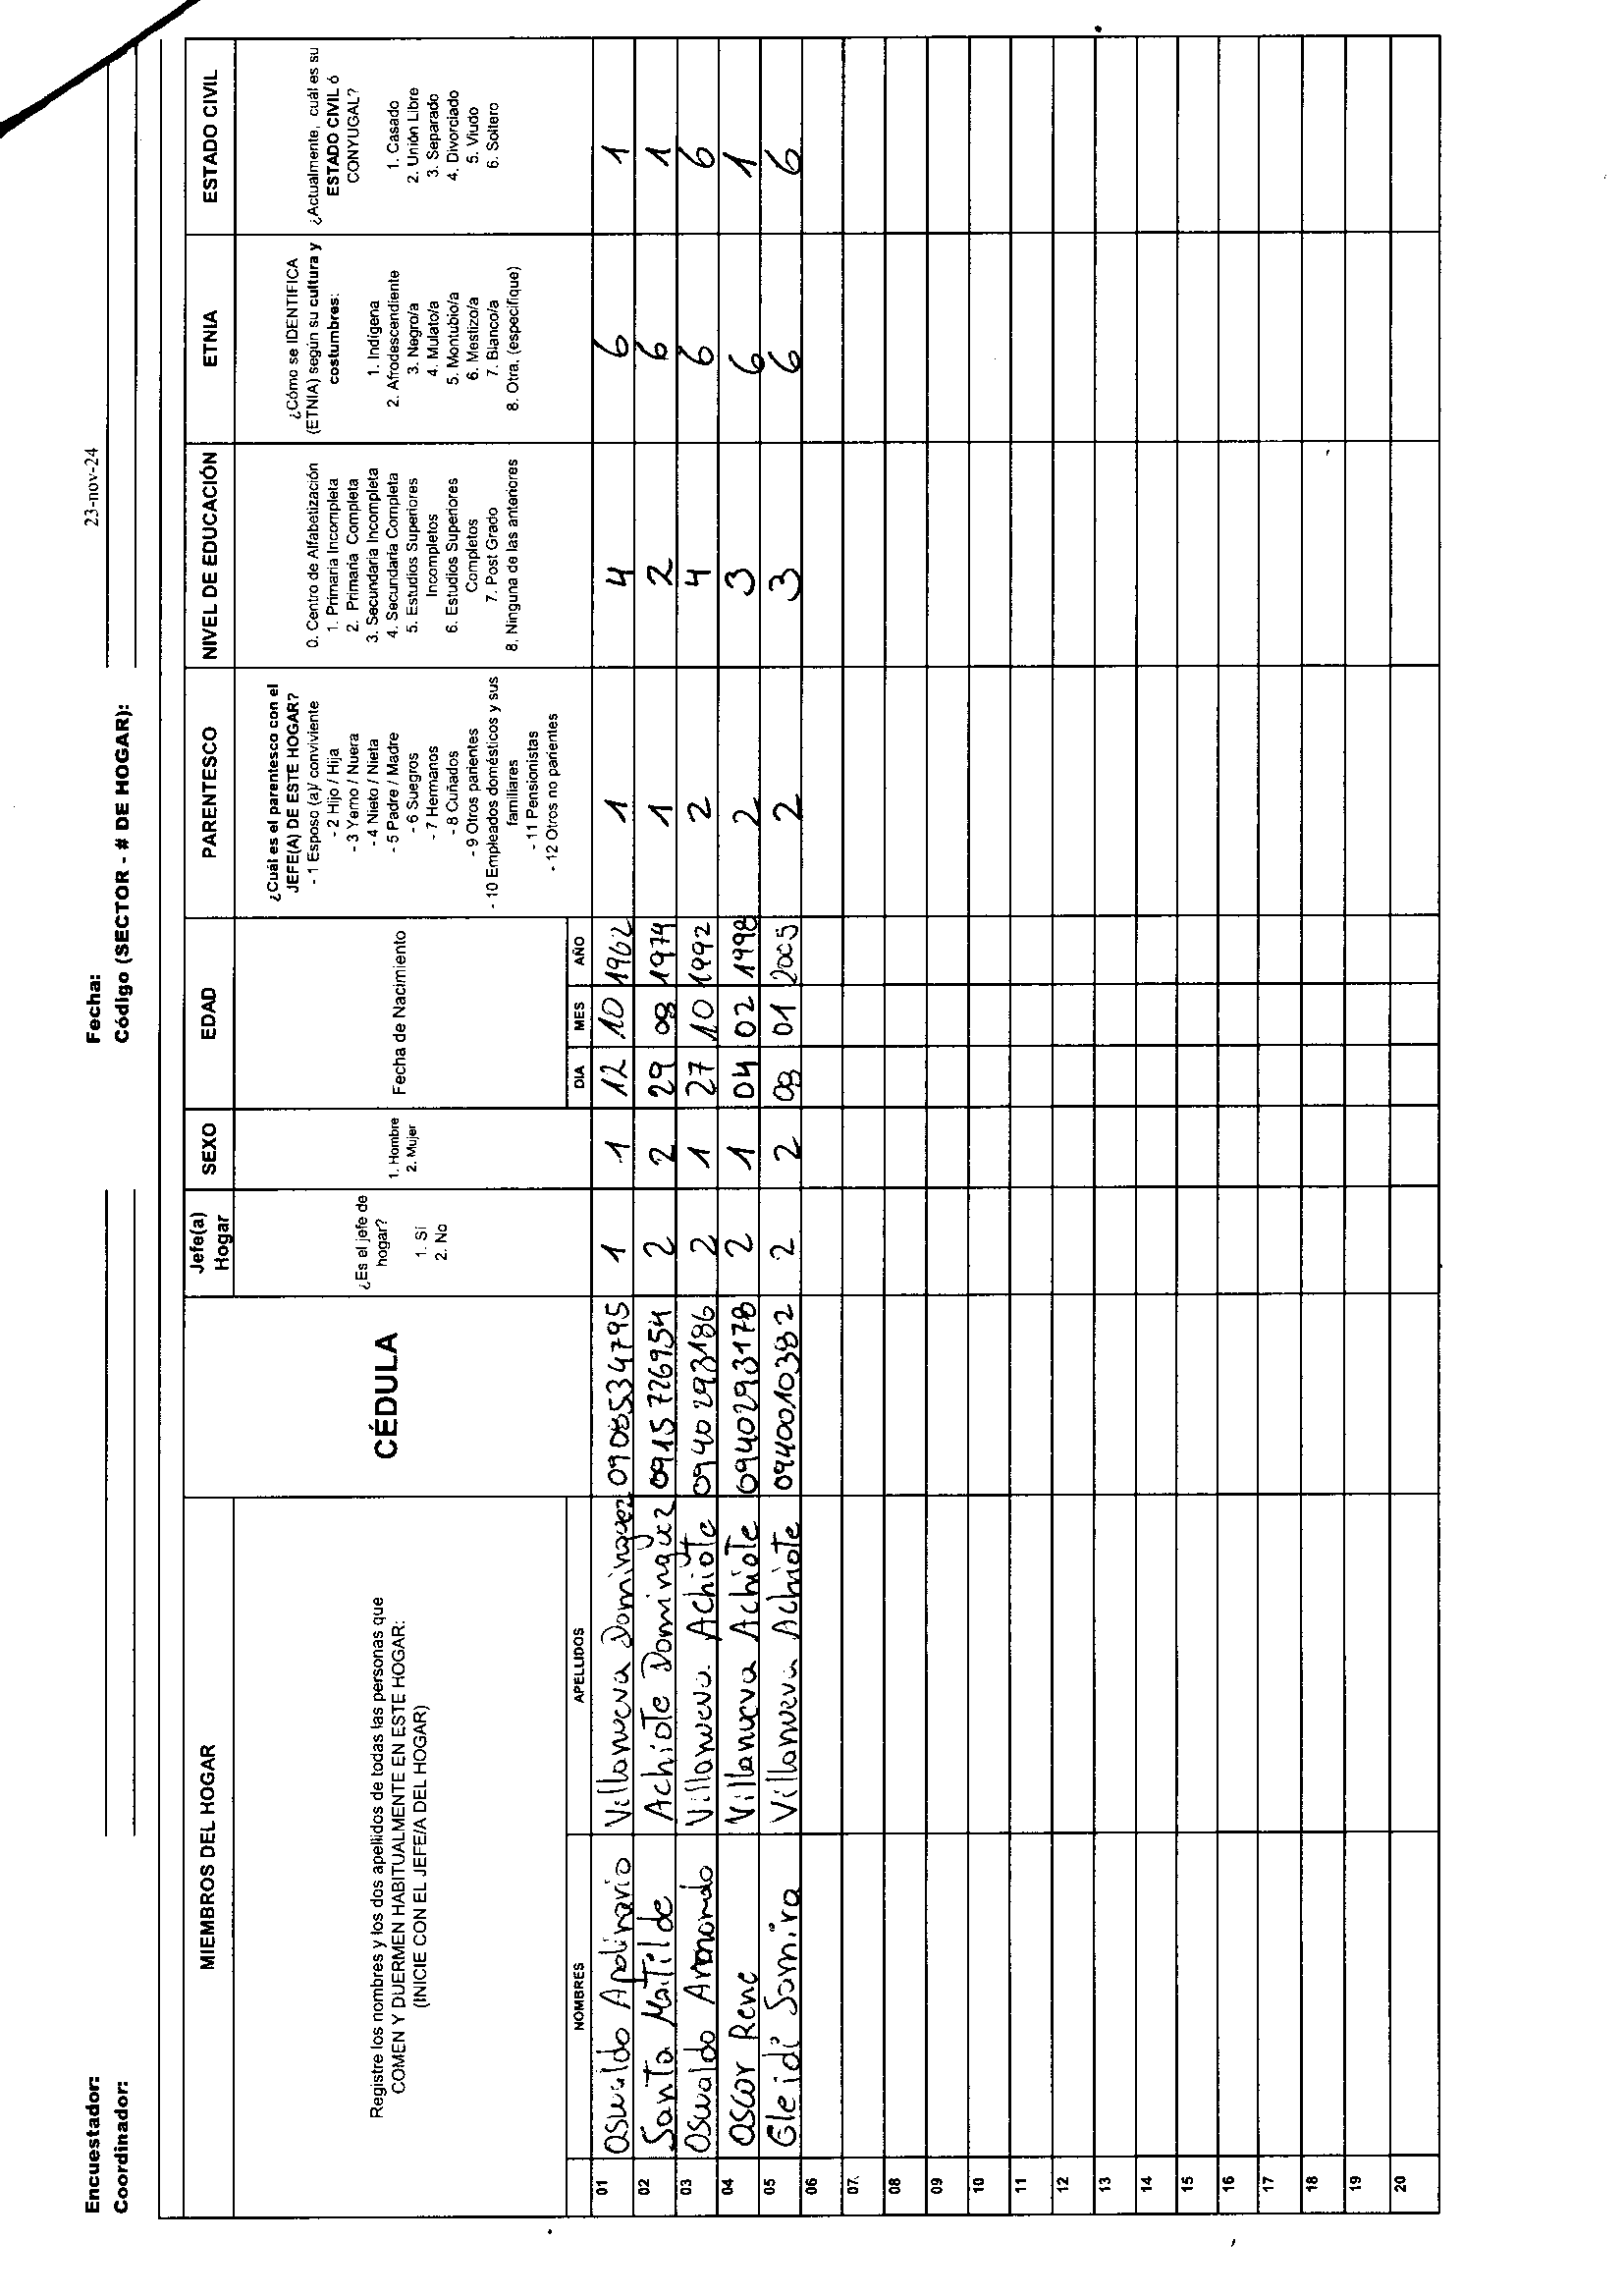 Encuestador:
Coordinador:
Fecha: 23-nov-24
Código (SECTOR - # DE HOGAR):
MIEMBROS DEL HOGAR
CÉDULA
Jefe(a) Hogar
SEXO
EDAD
PARENTESCO
NIVEL DE EDUCACIÓN
ETNIA
ESTADO CIVIL
Registre los nombres y los dos apellidos de todas las personas que
COMEN Y DUERMEN HABITUALMENTE EN ESTE HOGAR:
(INICIE CON EL JEFE/A DEL HOGAR)
¿Es el jefe de
hogar?
1. Sí
2. No
1. Hombre
2. Mujer
Fecha de Nacimiento
¿Cuál es el parentesco con el
JEFE(A) DE ESTE HOGAR?
- 1 Esposo (a)/ conviviente
- 2 Hijo / Hija
- 3 Yerno / Nuera
- 4 Nieto / Nieta
- 5 Padre / Madre
- 6 Suegros
- 7 Hermanos
- 8 Cuñados
- 9 Otros parientes
- 10 Empleados domésticos y sus
familiares
- 11 Pensionistas
- 12 Otros no parientes
0. Centro de Alfabetización
1. Primaria Incompleta
2. Primaria Completa
3. Secundaria Incompleta
4. Secundaria Completa
5. Estudios Superiores
Incompletos
6. Estudios Superiores
Completos
7. Post Grado
8. Ninguna de las anteriores
¿Cómo se IDENTIFICA
(ETNIA) según su cultura y
costumbres:
1. Indígena
2. Afrodescendiente
3. Negro/a
4. Mulato/a
5. Montubio/a
6. Mestizo/a
7. Blanco/a
8. Otra, (especifique)
¿Actualmente, cuál es su
ESTADO CIVIL ó
CONYUGAL?
1. Casado
2. Unión Libre
3. Separado
4. Divorciado
5. Viudo
6. Soltero
NOMBRES APELLIDOS DIA MES AÑO
01 Oswaldo Apolinario Villanueva Dominguez 0908534795 1 1 12 10 1962 1 4 6 1
02 Santa Matilde Achiote Dominguez 0915726954 2 2 29 08 1974 1 2 6 1
03 Oswaldo Armando Villanueva Achiote 0940293186 2 1 27 10 1992 2 4 6 6
04 Oscar Rene Villanueva Achiote 0940293178 2 1 04 02 1998 2 3 6 1
05 Gleidi Samira Villanueva Achiote 0940010382 2 2 08 01 2005 2 3 6 6
06
07.
08
09
10
11
12
13
14
15
16
17
18
19
20